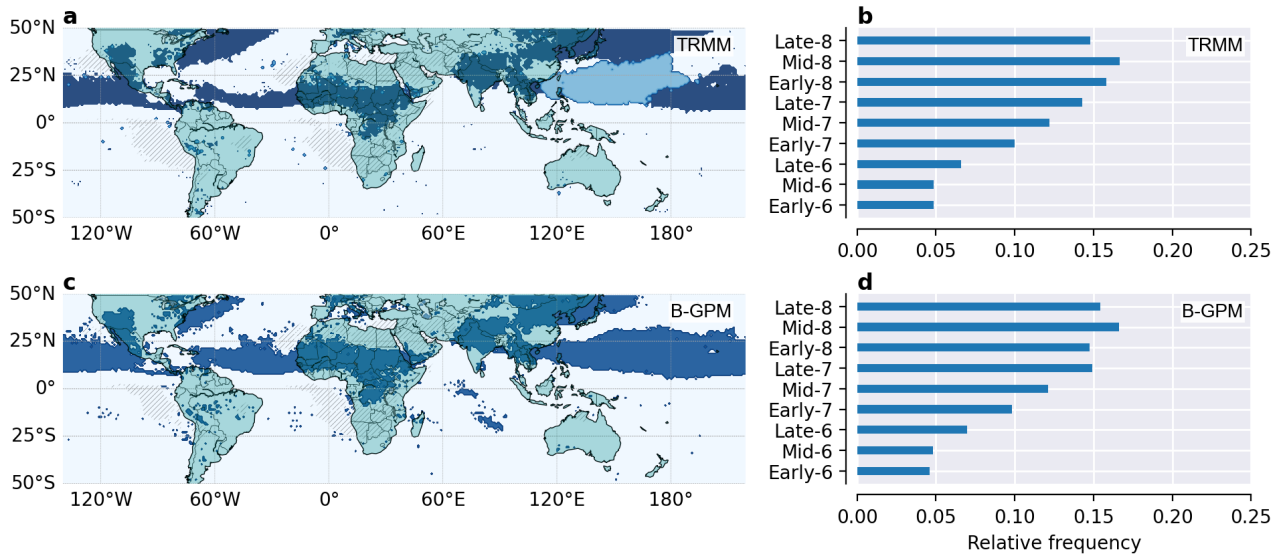 a
50°N
25°N
0°
25°S
50°S
TRMM
120°W 60°W 0° 60°E 120°E 180°
b
Late-8
Mid-8
Early-8
Late-7
Mid-7
Early-7
Late-6
Mid-6
Early-6
TRMM
0.00 0.05 0.10 0.15 0.20 0.25
c
50°N
25°N
0°
25°S
50°S
B-GPM
120°W 60°W 0° 60°E 120°E 180°
d
Late-8
Mid-8
Early-8
Late-7
Mid-7
Early-7
Late-6
Mid-6
Early-6
B-GPM
0.00 0.05 0.10 0.15 0.20 0.25
Relative frequency